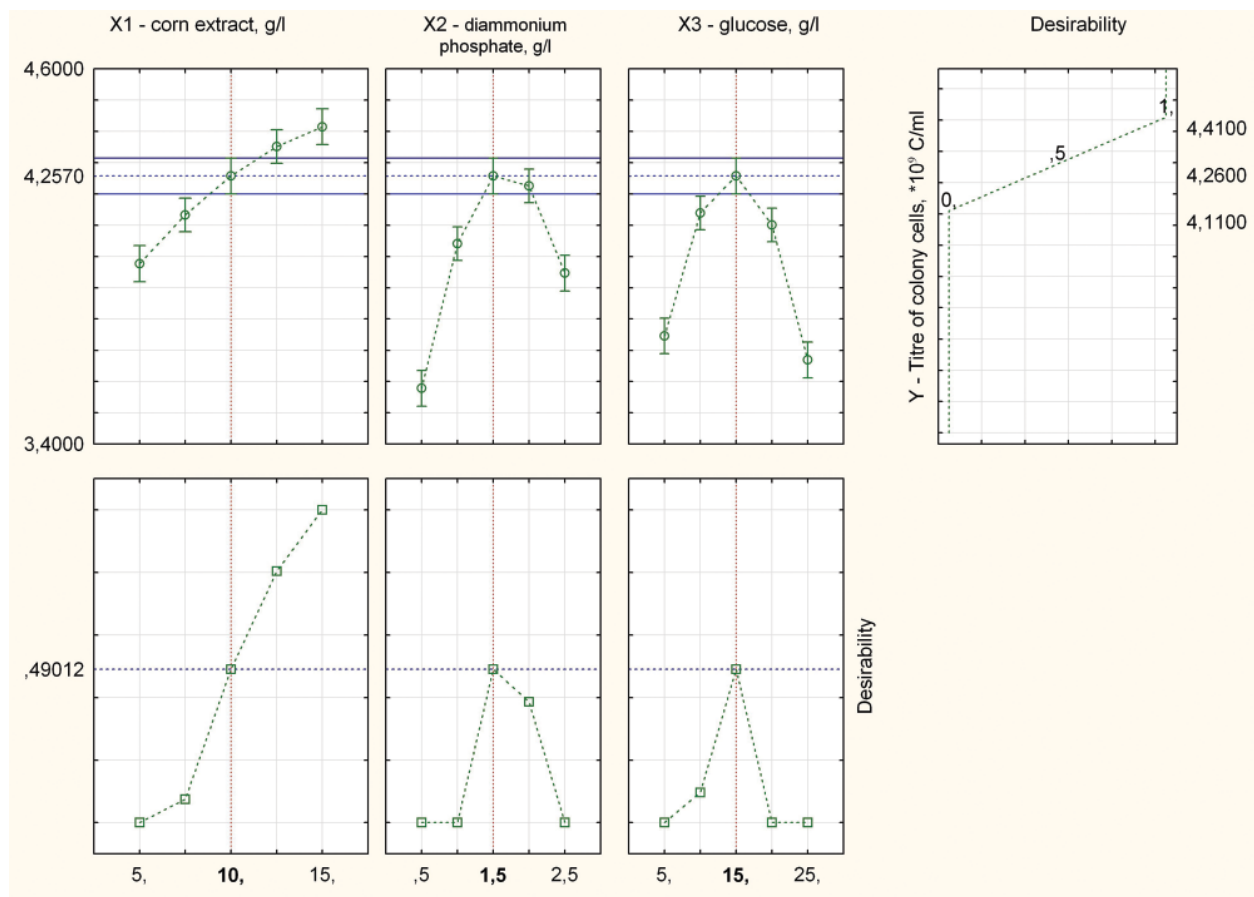 X1 - corn extract, g/l
X2 - diammonium
phosphate, g/l
X3 - glucose, g/l
Desirability
4,6000
4,2570
3,4000
Y - Titre of colony cells, *10⁹ C/ml
1,
,5
0,
4,4100
4,2600
4,1100
,49012
Desirability
5, 10, 15,
,5 1,5 2,5
5, 15, 25,